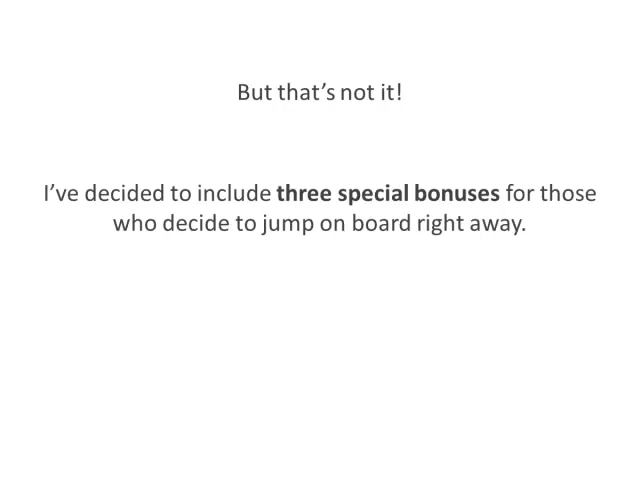 But that’s not it!
I’ve decided to include three special bonuses for those
who decide to jump on board right away.